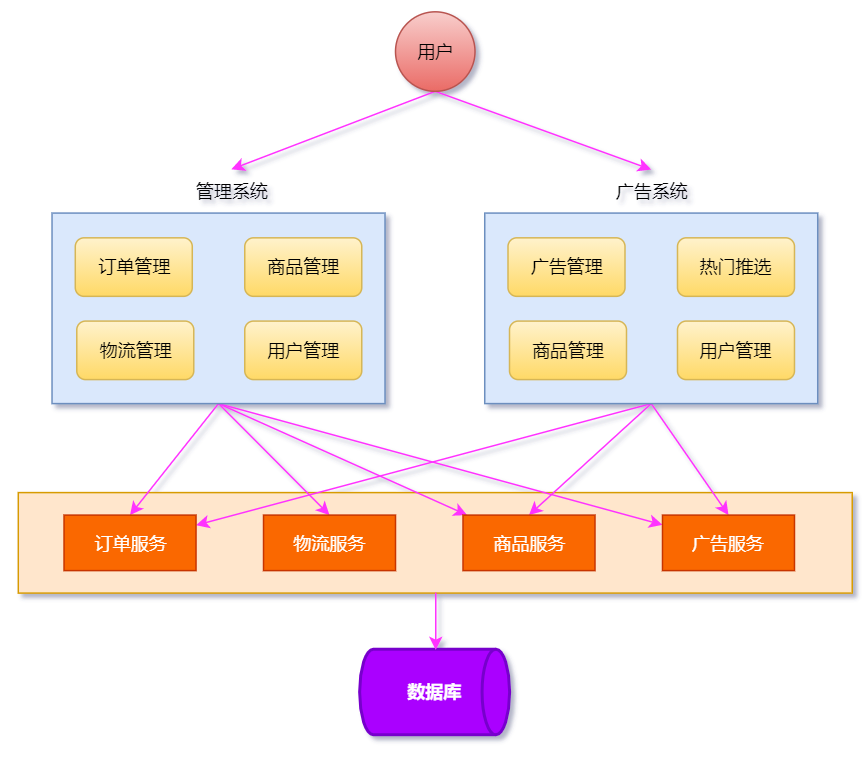 用户
管理系统
广告系统
订单管理
商品管理
广告管理
热门推选
物流管理
用户管理
商品管理
用户管理
订单服务
物流服务
商品服务
广告服务
数据库